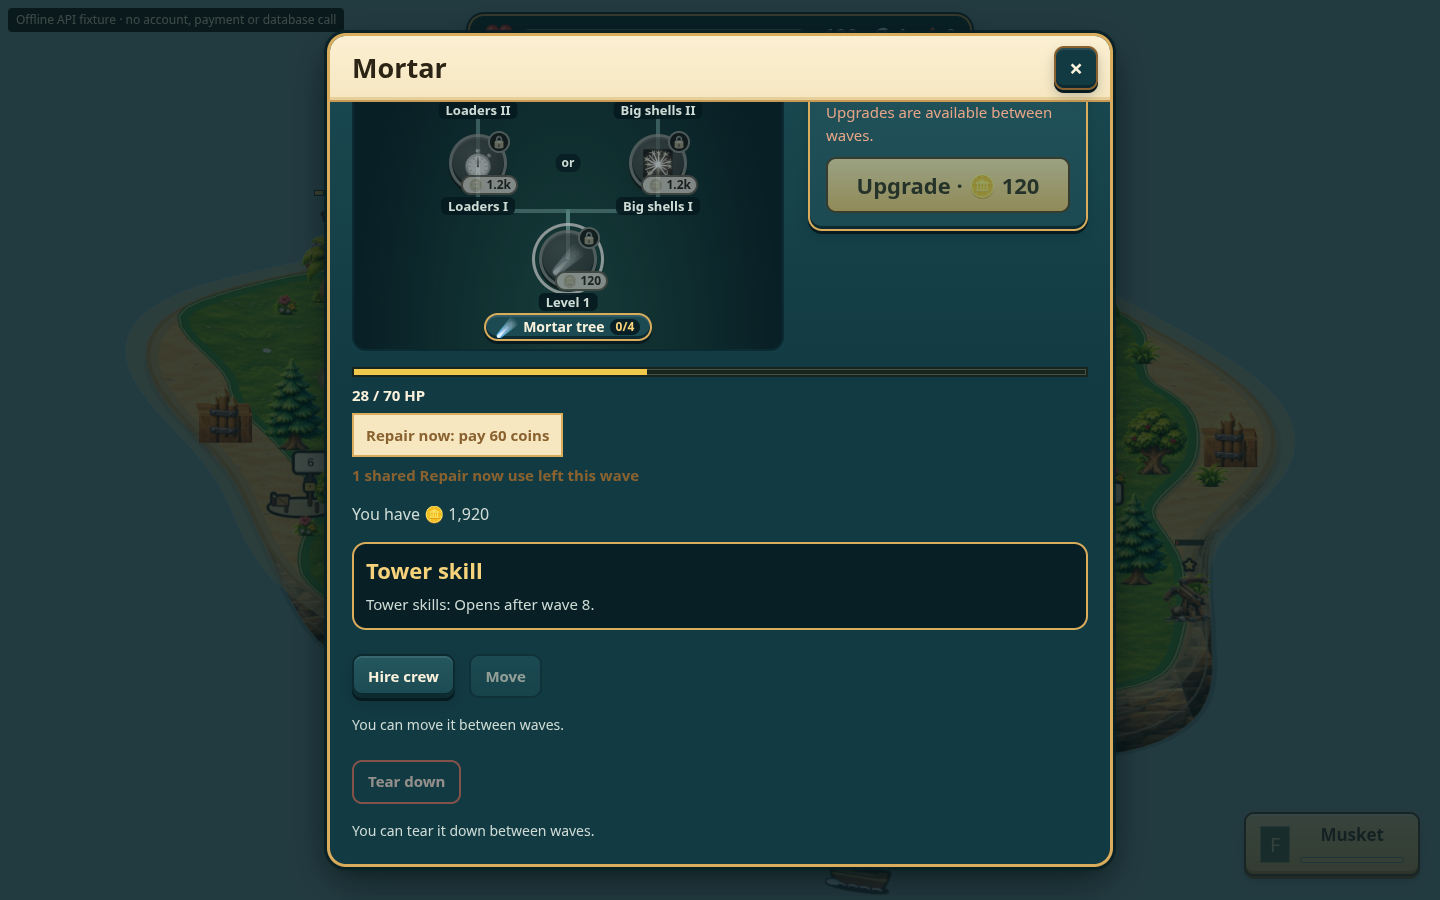 Offline API fixture · no account, payment or database call
Mortar
×
Loaders II
Big shells II
Upgrades are available between
waves.
or
1.2k
1.2k
Upgrade · 120
Loaders I
Big shells I
120
Level 1
Mortar tree 0/4
28 / 70 HP
Repair now: pay 60 coins
1 shared Repair now use left this wave
6
You have 1,920
Tower skill
Tower skills: Opens after wave 8.
Hire crew
Move
You can move it between waves.
Tear down
You can tear it down between waves.
F
Musket